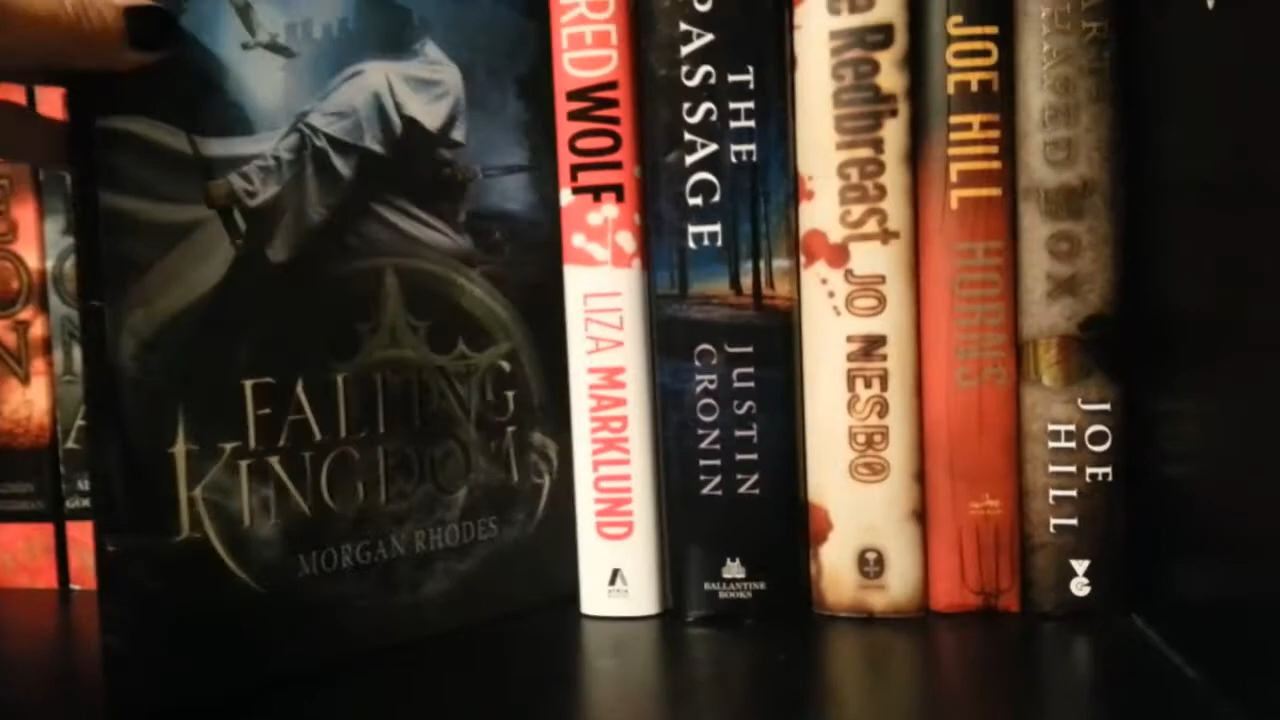 FALLING
KINGDOMS
MORGAN RHODES
RED WOLF
LIZA MARKLUND
THE
PASSAGE
JUSTIN
CRONIN
BALLANTINE
BOOKS
Redbreast
JO NESBO
JOE HILL
HORNS
BOX
JOE
HILL